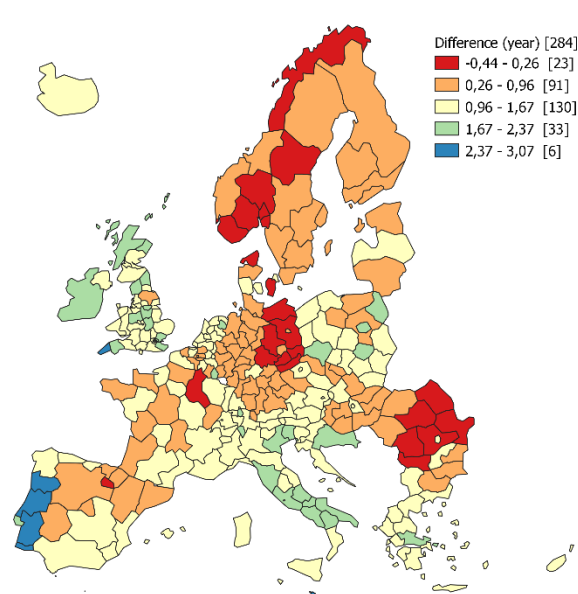 Difference (year) [284]
-0,44 - 0,26 [23]
0,26 - 0,96 [91]
0,96 - 1,67 [130]
1,67 - 2,37 [33]
2,37 - 3,07 [6]